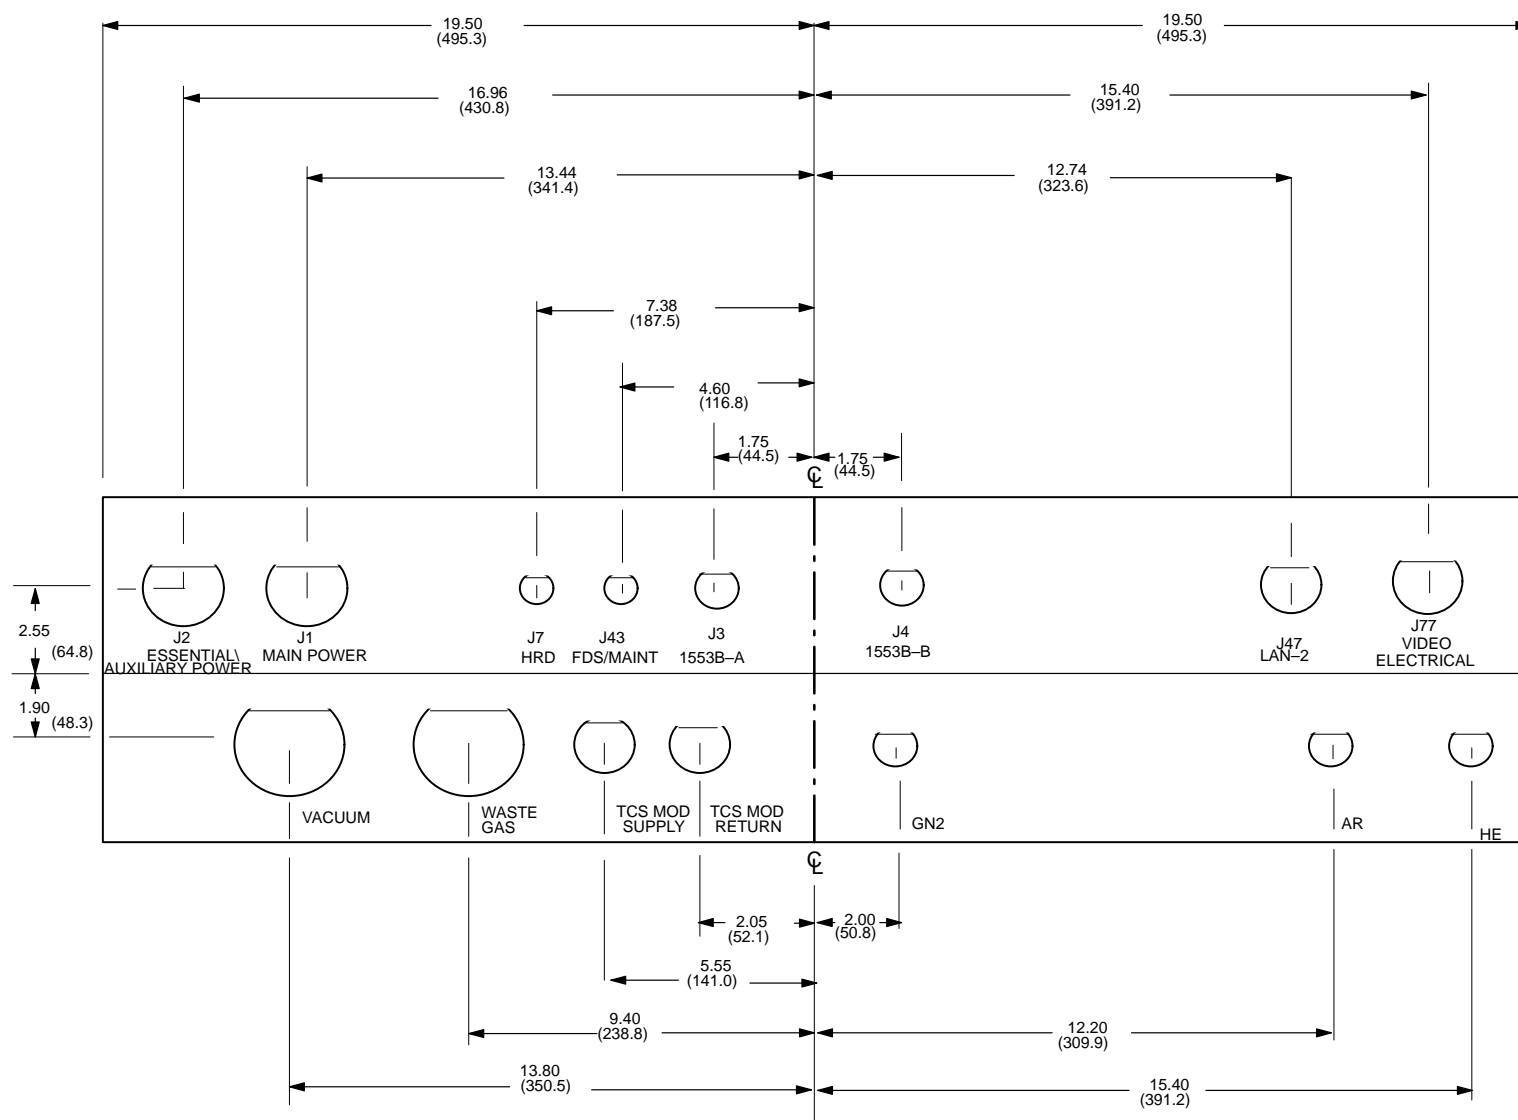 19.50
(495.3)
19.50
(495.3)
16.96
(430.8)
15.40
(391.2)
13.44
(341.4)
12.74
(323.6)
7.38
(187.5)
4.60
(116.8)
1.75
(44.5)
1.75
(44.5)
℄
2.55
(64.8)
J2
ESSENTIAL\
AUXILIARY POWER
J1
MAIN POWER
J7
HRD
J43
FDS/MAINT
J3
1553B–A
J4
1553B–B
J47
LAN–2
J77
VIDEO
ELECTRICAL
1.90
(48.3)
VACUUM
WASTE
GAS
TCS MOD
SUPPLY
TCS MOD
RETURN
GN2
AR
HE
℄
2.05
(52.1)
2.00
(50.8)
5.55
(141.0)
9.40
(238.8)
12.20
(309.9)
13.80
(350.5)
15.40
(391.2)